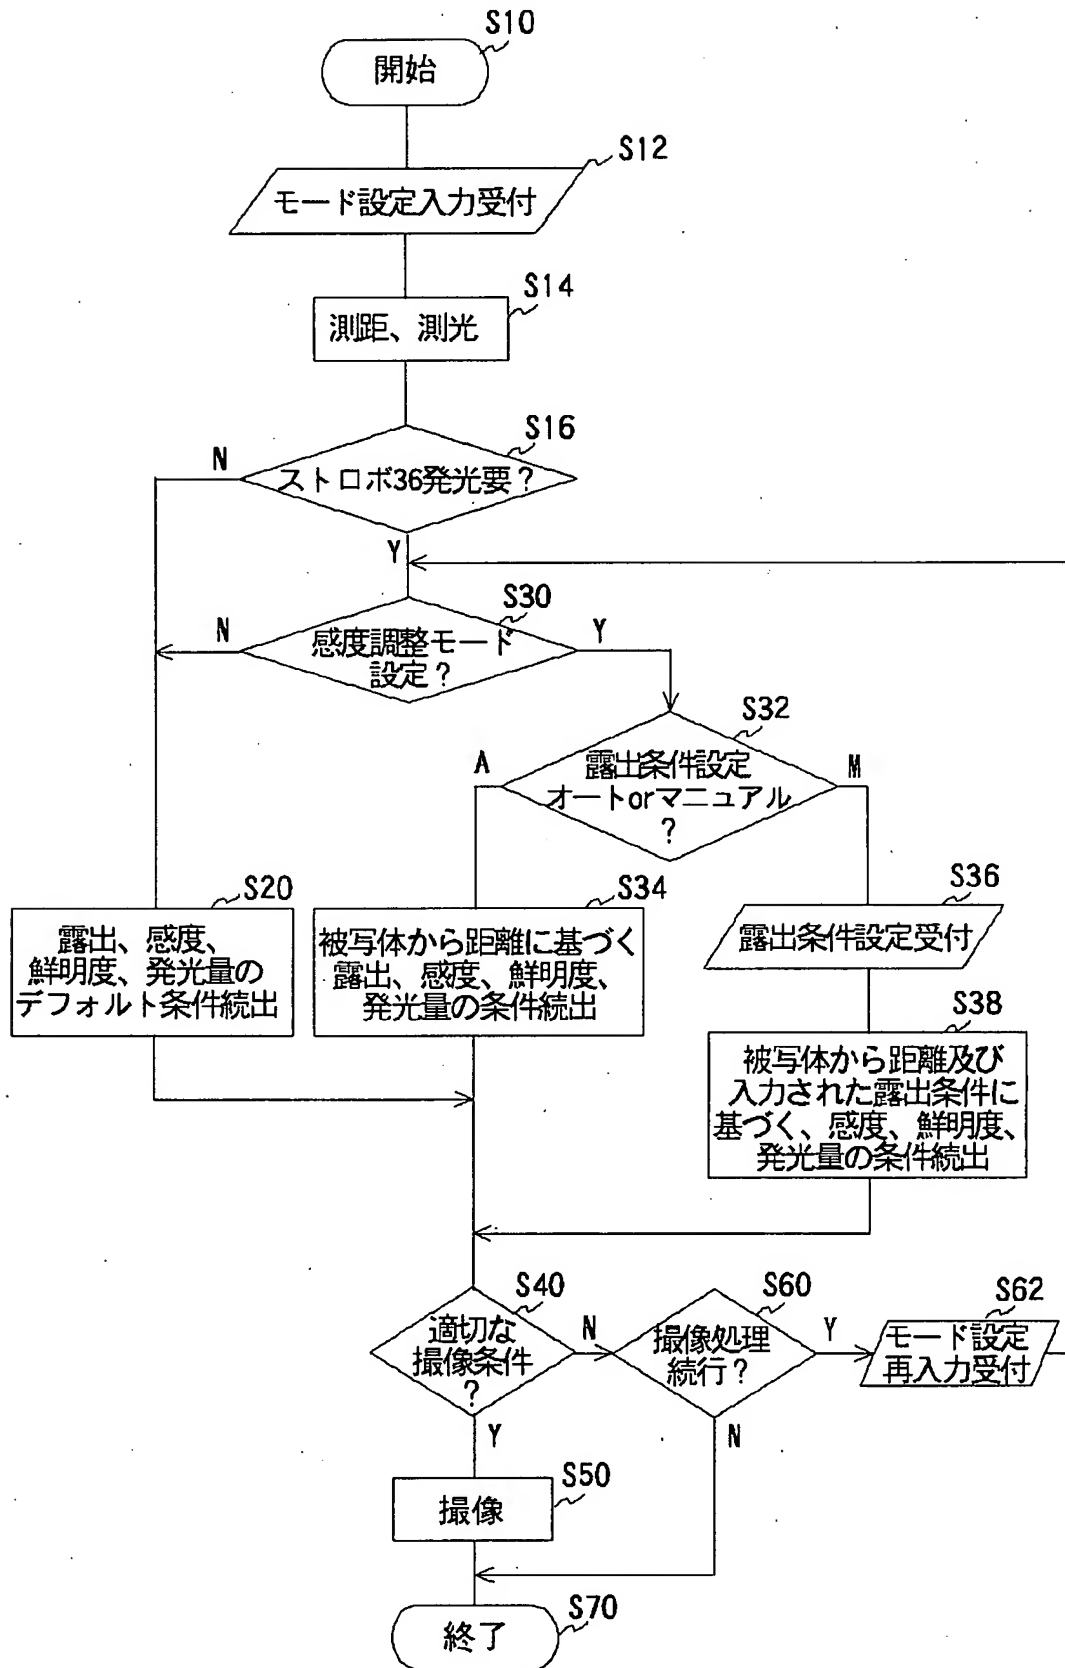 S10
開始
S12
モード設定入力受付
S14
測距、測光
S16
ストロボ36発光要？
N
Y
S30
感度調整モード
設定？
N
Y
S32
露出条件設定
オートorマニュアル
？
A
M
S20
露出、感度、
鮮明度、発光量の
デフォルト条件続出
S34
被写体から距離に基づく
露出、感度、鮮明度、
発光量の条件続出
S36
露出条件設定受付
S38
被写体から距離及び
入力された露出条件に
基づく、感度、鮮明度、
発光量の条件続出
S40
適切な
撮像条件
？
N
Y
S60
撮像処理
続行？
Y
N
S62
モード設定
再入力受付
S50
撮像
S70
終了